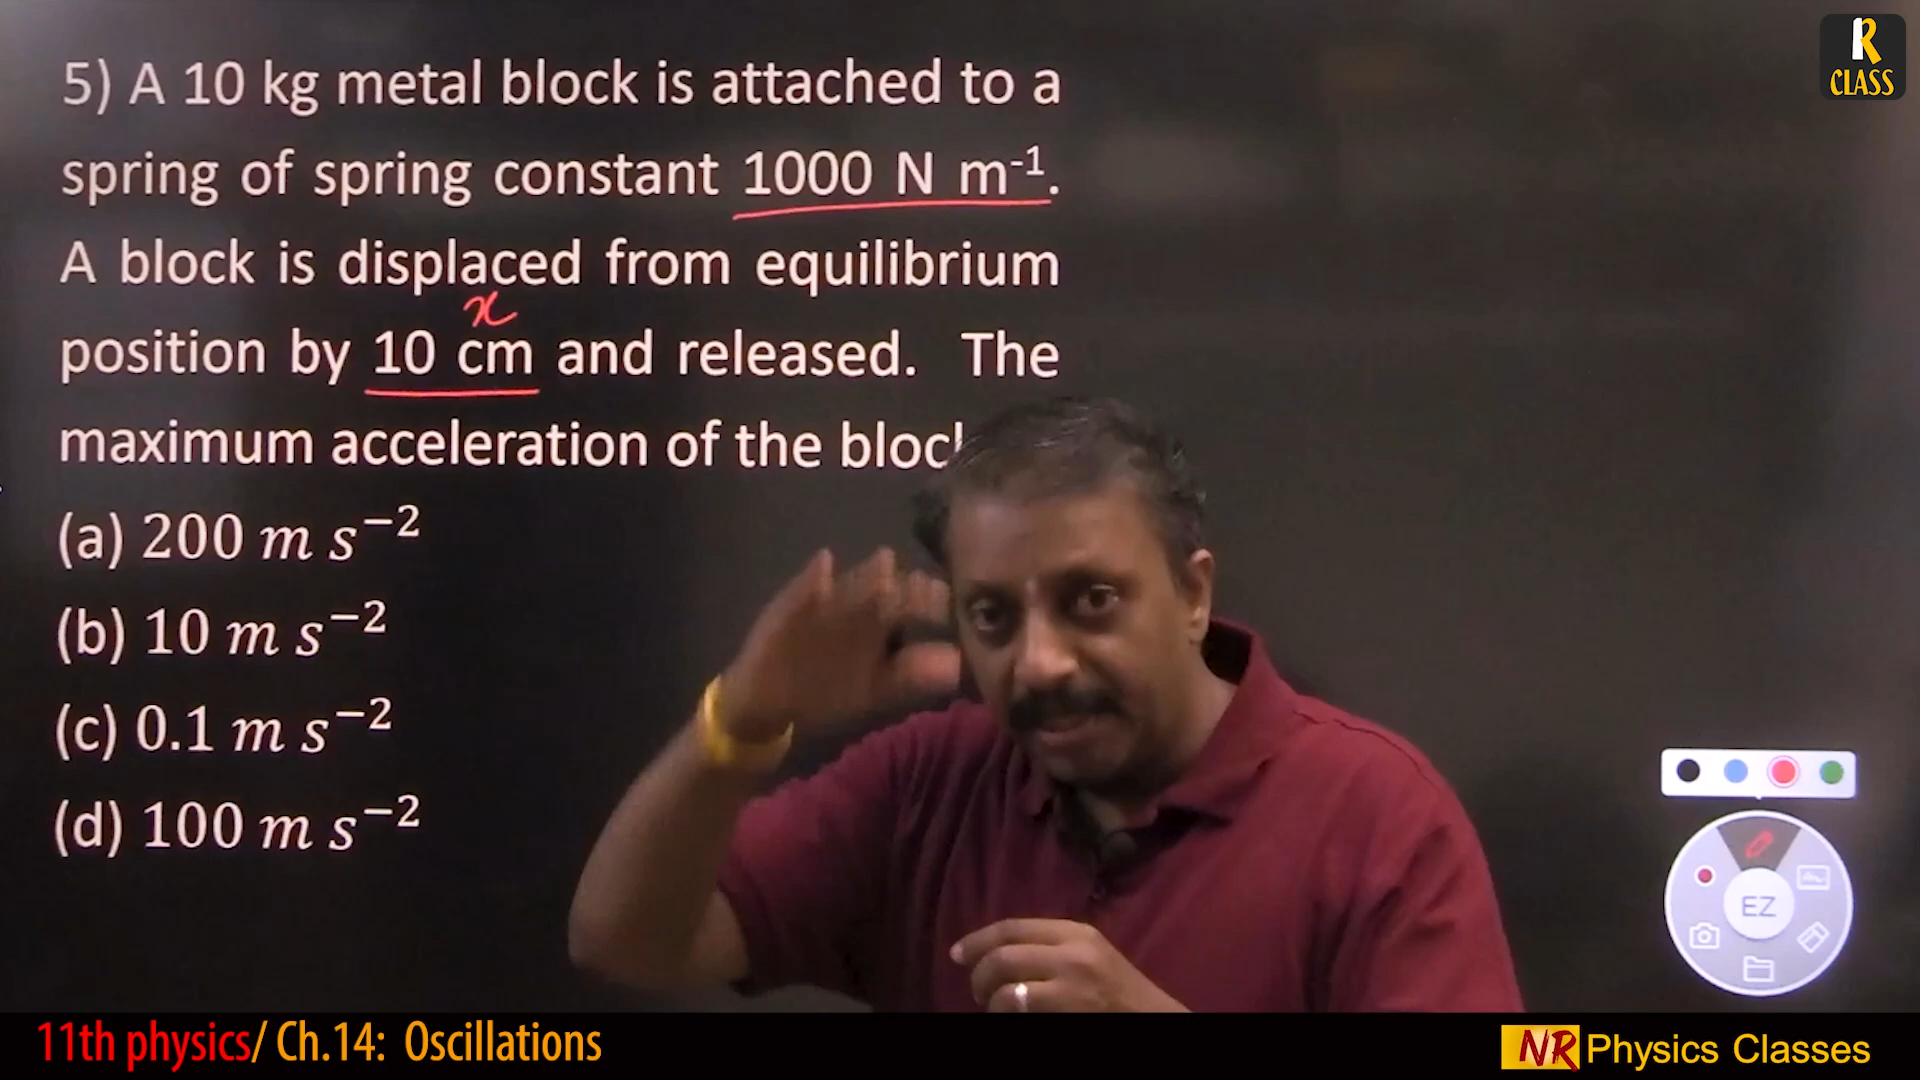 R
CLASS
5) A 10 kg metal block is attached to a
spring of spring constant 1000 N m⁻¹.
A block is displaced from equilibrium
x
position by 10 cm and released. The
maximum acceleration of the
(a) 200 m s⁻²
(b) 10 m s⁻²
(c) 0.1 m s⁻²
(d) 100 m s⁻²
EZ
11th physics/ Ch.14: Oscillations
NR Physics Classes